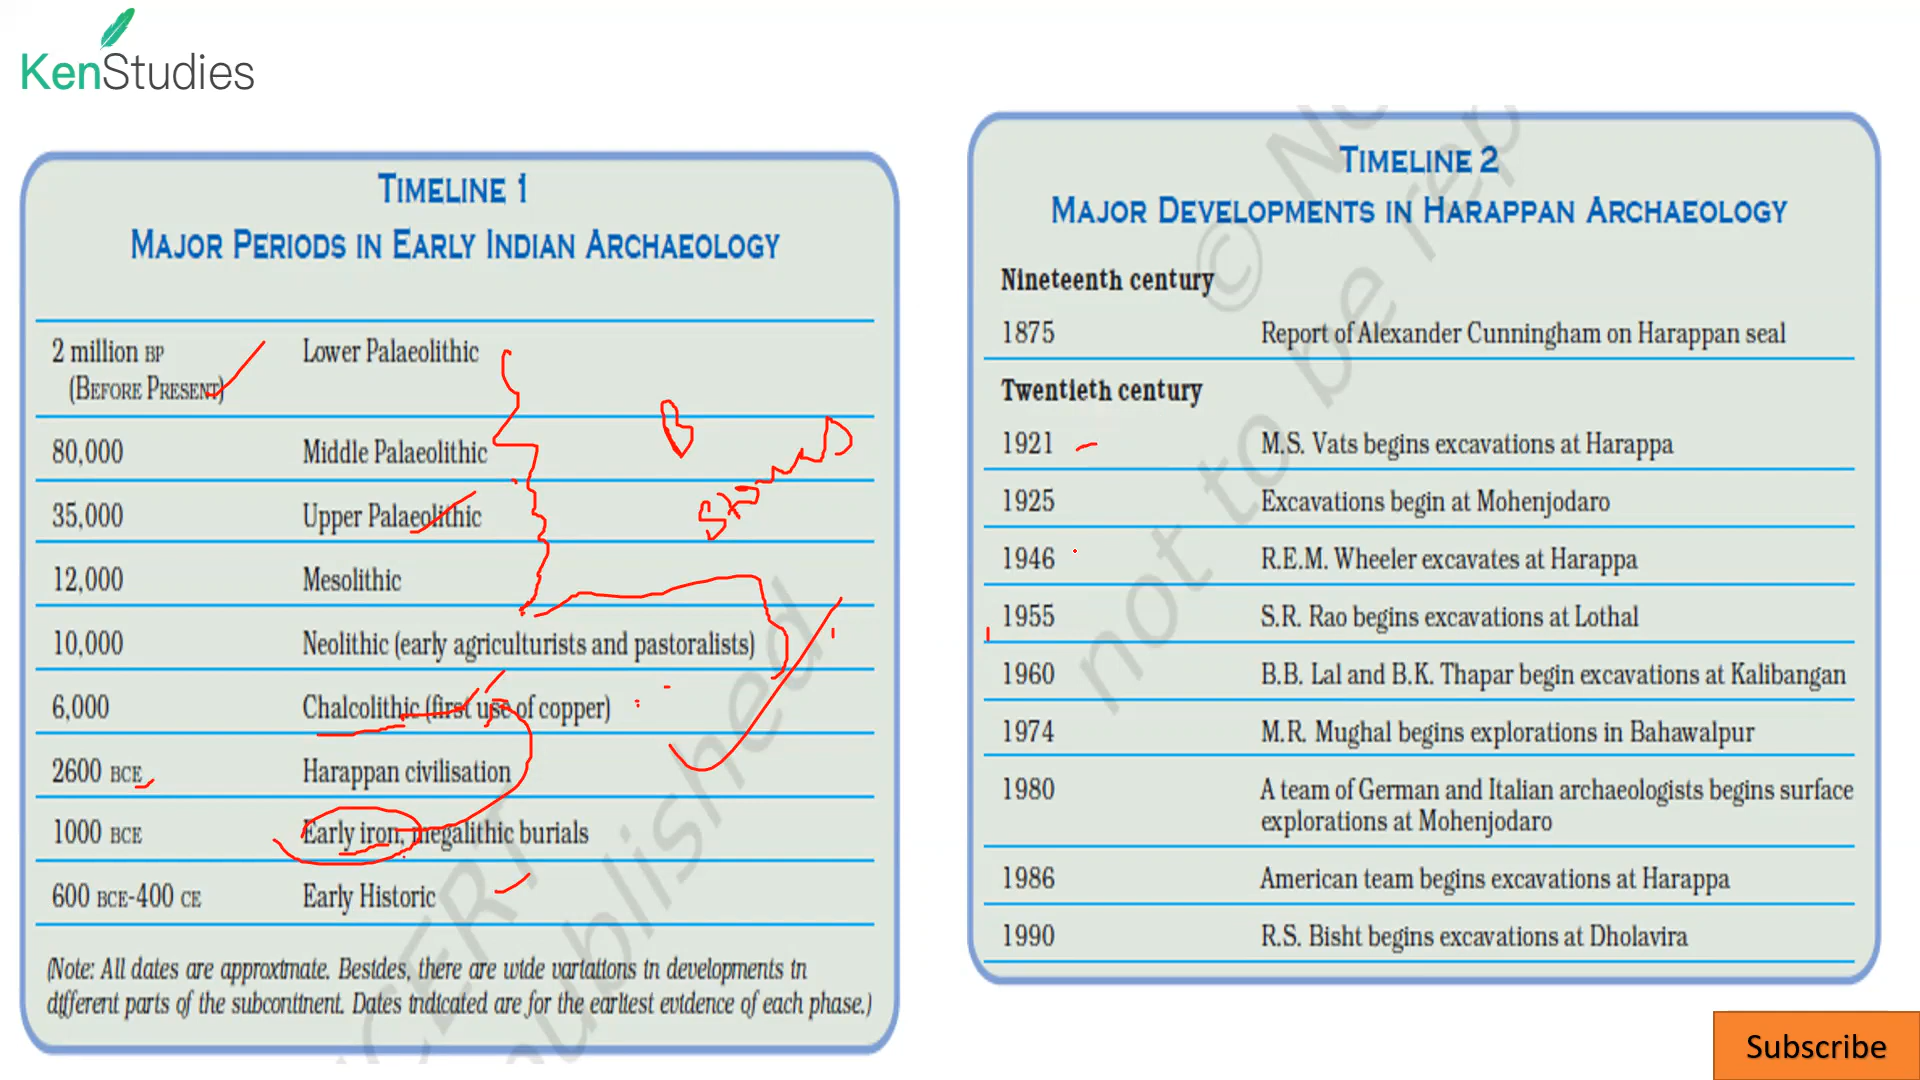 KenStudies
TIMELINE 1
MAJOR PERIODS IN EARLY INDIAN ARCHAEOLOGY
2 million BP Lower Palaeolithic
(BEFORE PRESENT)
80,000 Middle Palaeolithic
35,000 Upper Palaeolithic
12,000 Mesolithic
10,000 Neolithic (early agriculturists and pastoralists)
6,000 Chalcolithic (first use of copper)
2600 BCE Harappan civilisation
1000 BCE Early iron, megalithic burials
600 BCE-400 CE Early Historic
(Note: All dates are approximate. Besides, there are wide variations in developments in
different parts of the subcontinent. Dates indicated are for the earliest evidence of each phase.)
TIMELINE 2
MAJOR DEVELOPMENTS IN HARAPPAN ARCHAEOLOGY
Nineteenth century
1875 Report of Alexander Cunningham on Harappan seal
Twentieth century
1921 M.S. Vats begins excavations at Harappa
1925 Excavations begin at Mohenjodaro
1946 R.E.M. Wheeler excavates at Harappa
1955 S.R. Rao begins excavations at Lothal
1960 B.B. Lal and B.K. Thapar begin excavations at Kalibangan
1974 M.R. Mughal begins explorations in Bahawalpur
1980 A team of German and Italian archaeologists begins surface
explorations at Mohenjodaro
1986 American team begins excavations at Harappa
1990 R.S. Bisht begins excavations at Dholavira
Subscribe